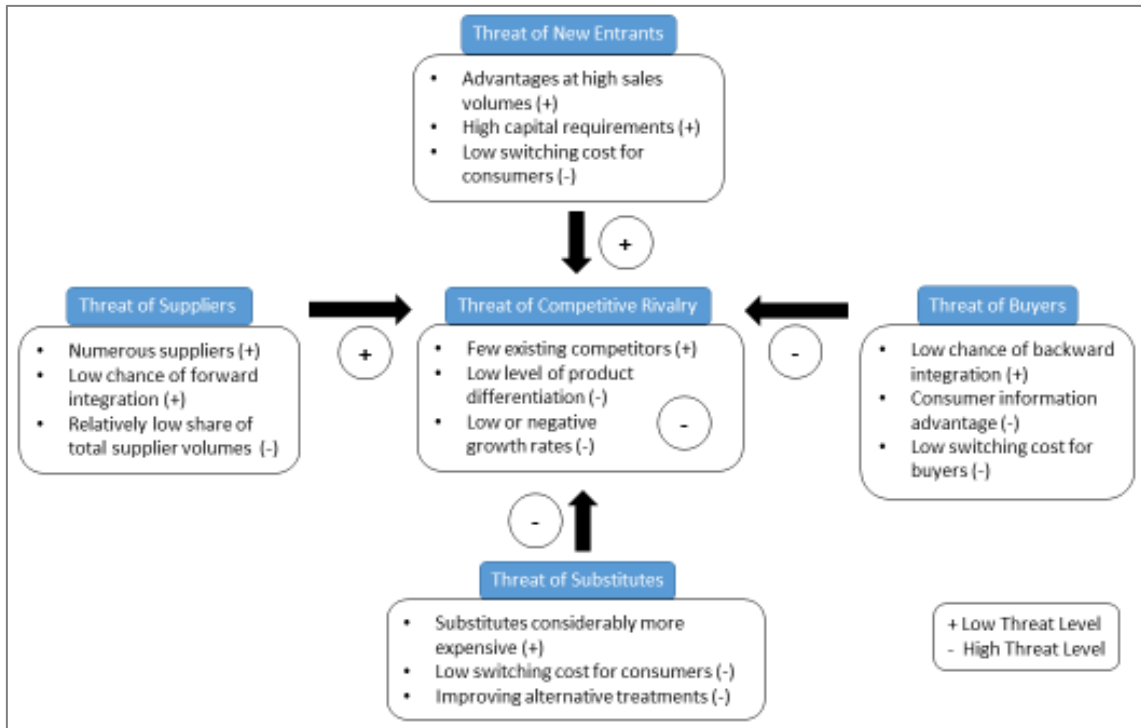 Threat of New Entrants
• Advantages at high sales
volumes (+)
• High capital requirements (+)
• Low switching cost for
consumers (-)
+
Threat of Suppliers
• Numerous suppliers (+)
• Low chance of forward
integration (+)
• Relatively low share of
total supplier volumes (-)
+
Threat of Competitive Rivalry
• Few existing competitors (+)
• Low level of product
differentiation (-)
• Low or negative
growth rates (-)
-
-
Threat of Buyers
• Low chance of backward
integration (+)
• Consumer information
advantage (-)
• Low switching cost for
buyers (-)
-
Threat of Substitutes
• Substitutes considerably more
expensive (+)
• Low switching cost for consumers (-)
• Improving alternative treatments (-)
+ Low Threat Level
- High Threat Level